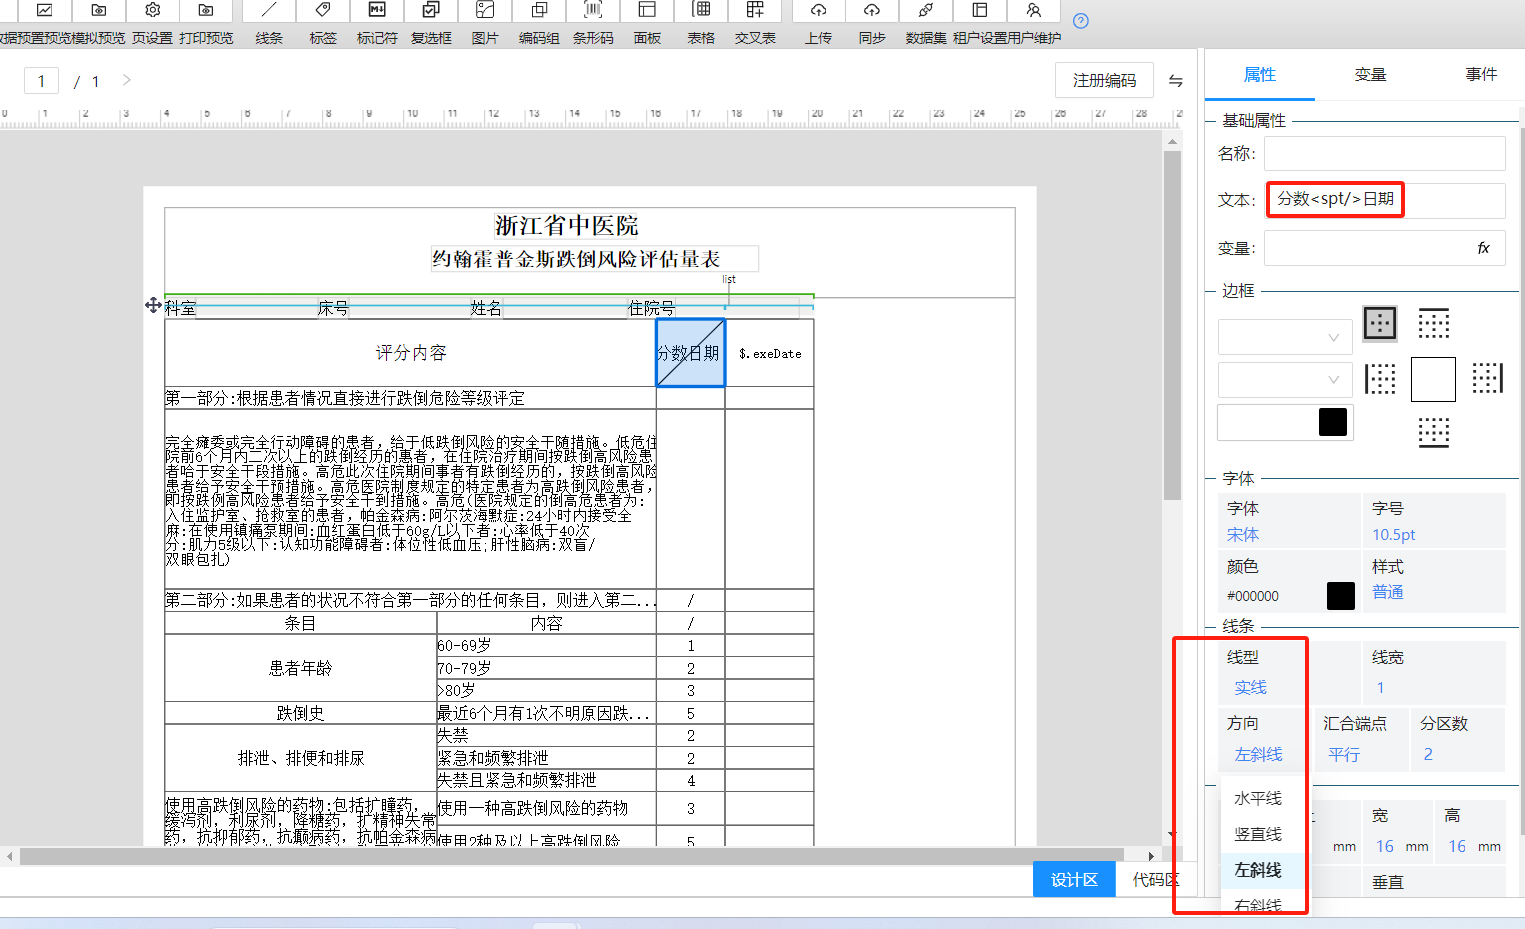 数据预置预览 模拟预览 页设置 打印预览 线条 标签 标记符 复选框 图片 编码组 条形码 面板 表格 交叉表 上传 同步 数据集 租户设置 用户维护
1 / 1
注册编码
属性 变量 事件
0 1 2 3 4 5 6 7 8 9 10 11 12 13 14 15 16 17 18 19 20 21 22 23 24 25 26 27 28
浙江省中医院
约翰霍普金斯跌倒风险评估量表
list
科室 床号 姓名 住院号
评分内容 分数日期 $.exeDate
第一部分:根据患者情况直接进行跌倒危险等级评定
完全瘫委或完全行动障碍的患者, 给于低跌倒风险的安全干随措施。低危住
院前6个月内二次以上的跌倒经历的惠者, 在住院治疗期间按跌倒高风险患
者哈于安全干段措施。高危此次住院期间事者有跌倒经历的, 按跌倒高风险
患者给予安全干预措施。高危医院制度规定的特定患者为高跌倒风险患者,
即按跌例高风险患者给予安全干到措施。高危(医院规定的倒高危患者为:
入住监护室、抢救室的患者, 帕金森病:阿尔茨海默症:24小时内接受全
麻:在使用镇痛泵期间:血红蛋白低于60g/L以下者:心率低于40次
分:肌力5级以下:认知功能障碍者:体位性低血压;肝性脑病:双盲/
双眼包扎)
第二部分:如果患者的状况不符合第一部分的任何条目, 则进入第二... /
条目 内容 /
患者年龄
60-69岁 1
70-79岁 2
>80岁 3
跌倒史 最近6个月有1次不明原因跌... 5
排泄、排便和排尿
失禁 2
紧急和频繁排泄 2
失禁且紧急和频繁排泄 4
使用高跌倒风险的药物:包括扩瞳药,
缓泻剂, 利尿剂, 降糖药, 扩精神失常
药, 抗抑郁药, 抗癫病药, 抗帕金森病
使用一种高跌倒风险的药物 3
使用2种及以上高跌倒风险 5
设计区 代码区
基础属性
名称:
文本: 分数<spt/>日期
变量: fx
边框
字体
字体 字号
宋体 10.5pt
颜色 样式
#000000 普通
线条
线型 线宽
实线 1
方向 汇合端点 分区数
左斜线 平行 2
水平线
竖直线
左斜线
右斜线
宽 高
mm 16 mm 16 mm
垂直